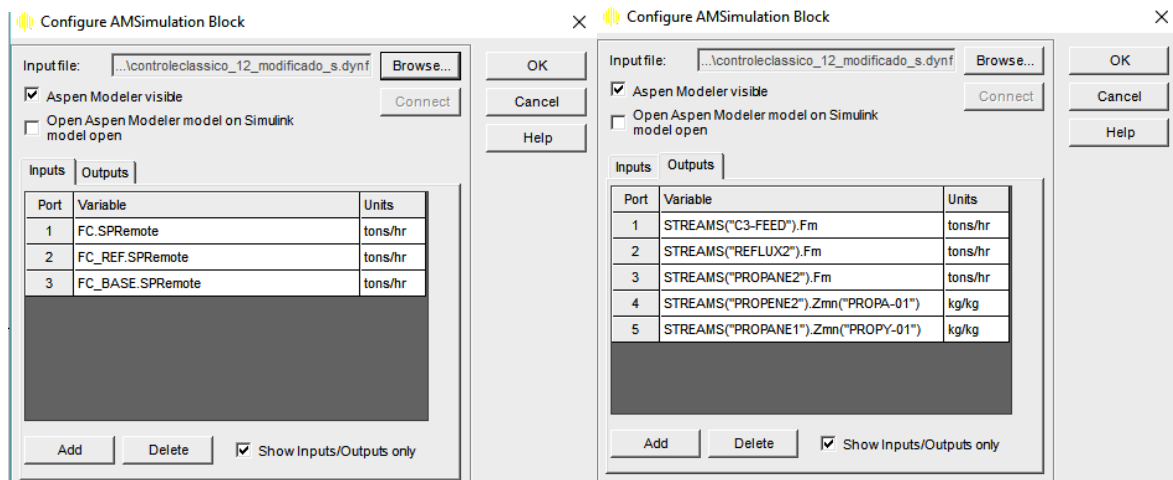 Configure AMSimulation Block
Input file: ...\controleclassico_12_modificado_s.dynf Browse... OK
Aspen Modeler visible Connect Cancel
Open Aspen Modeler model on Simulink
model open
Help
Inputs Outputs
Port Variable Units
1 FC.SPRemote tons/hr
2 FC_REF.SPRemote tons/hr
3 FC_BASE.SPRemote tons/hr
Add Delete Show Inputs/Outputs only
Configure AMSimulation Block
Input file: ...\controleclassico_12_modificado_s.dynf Browse... OK
Aspen Modeler visible Connect Cancel
Open Aspen Modeler model on Simulink
model open
Help
Inputs Outputs
Port Variable Units
1 STREAMS("C3-FEED").Fm tons/hr
2 STREAMS("REFLUX2").Fm tons/hr
3 STREAMS("PROPANE2").Fm tons/hr
4 STREAMS("PROPENE2").Zmn("PROPA-01") kg/kg
5 STREAMS("PROPANE1").Zmn("PROPY-01") kg/kg
Add Delete Show Inputs/Outputs only